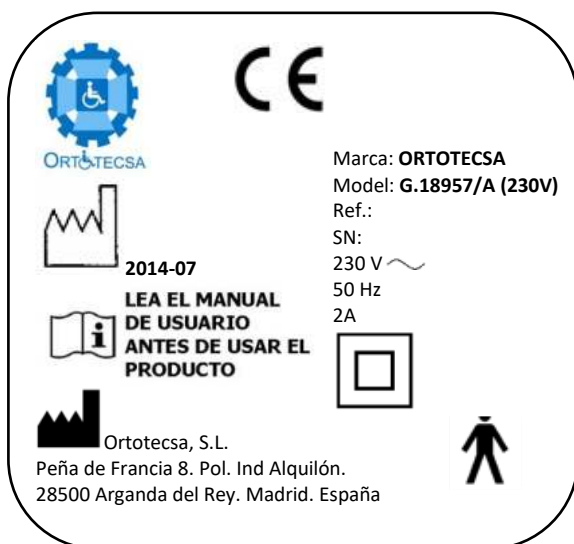 CE
ORTOTECSA
Marca: ORTOTECSA
Model: G.18957/A (230V)
Ref.:
SN:
230 V
50 Hz
2A
2014-07
LEA EL MANUAL
DE USUARIO
ANTES DE USAR EL
PRODUCTO
i
Ortotecsa, S.L.
Peña de Francia 8. Pol. Ind Alquilón.
28500 Arganda del Rey. Madrid. España